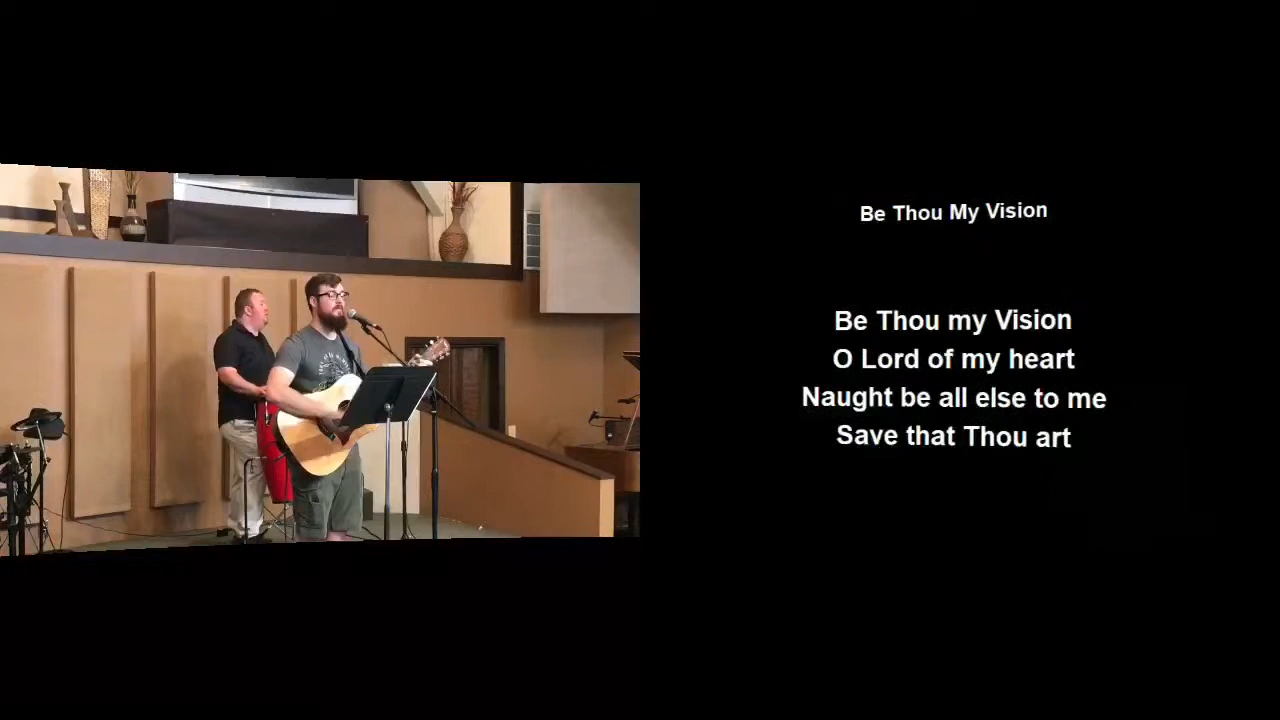 Be Thou My Vision
Be Thou my Vision
O Lord of my heart
Naught be all else to me
Save that Thou art